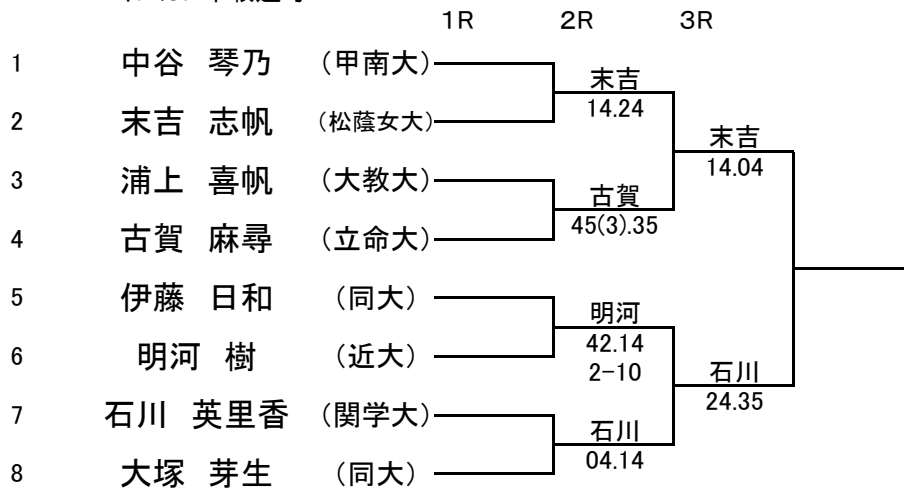 1R 2R 3R
1 中谷 琴乃 (甲南大)
末吉
14.24
2 末吉 志帆 (松蔭女大)
末吉
14.04
3 浦上 喜帆 (大教大)
古賀
45(3).35
4 古賀 麻尋 (立命大)
5 伊藤 日和 (同大)
明河
42.14
2-10
6 明河 樹 (近大)
石川
24.35
7 石川 英里香 (関学大)
石川
04.14
8 大塚 芽生 (同大)